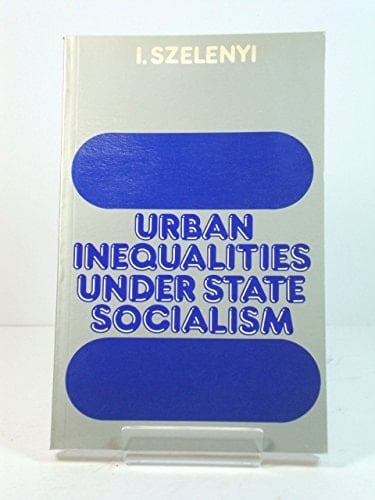 I. SZELENYI
URBAN
INEQUALITIES
UNDER STATE
SOCIALISM